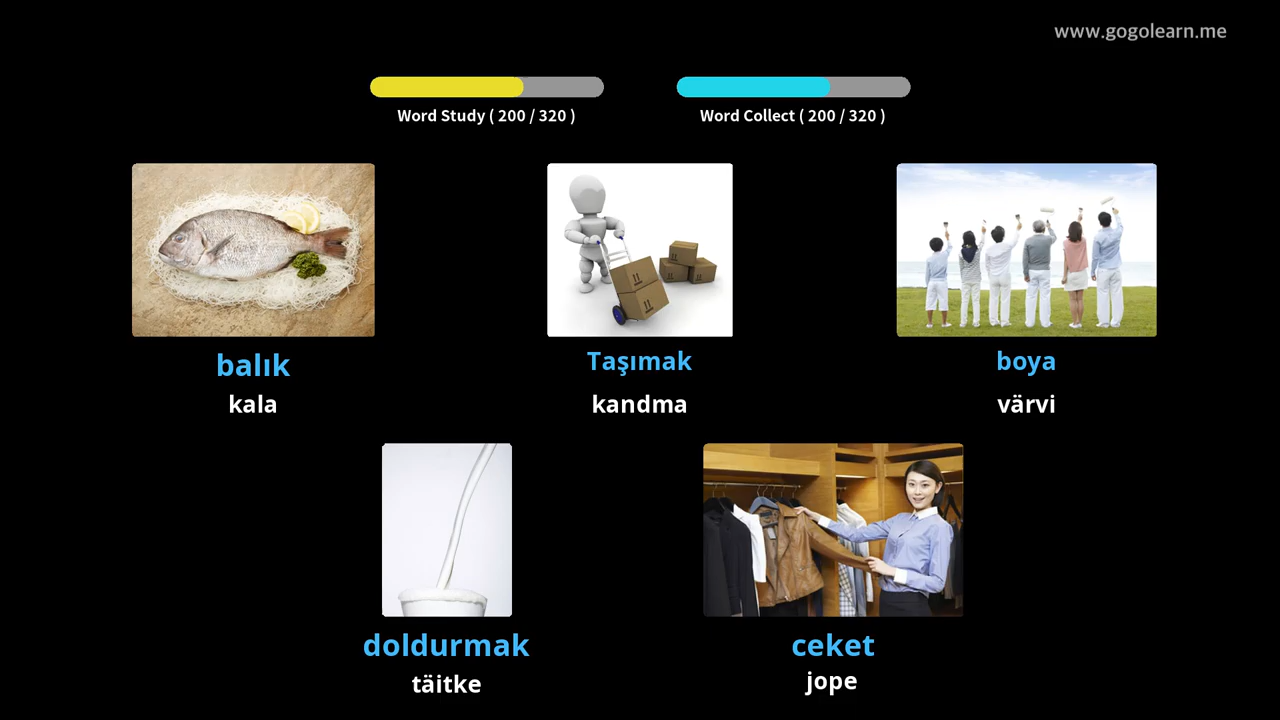 www.gogolearn.me
Word Study ( 200 / 320 )
Word Collect ( 200 / 320 )
balık
kala
Taşımak
kandma
boya
värvi
doldurmak
täitke
ceket
jope